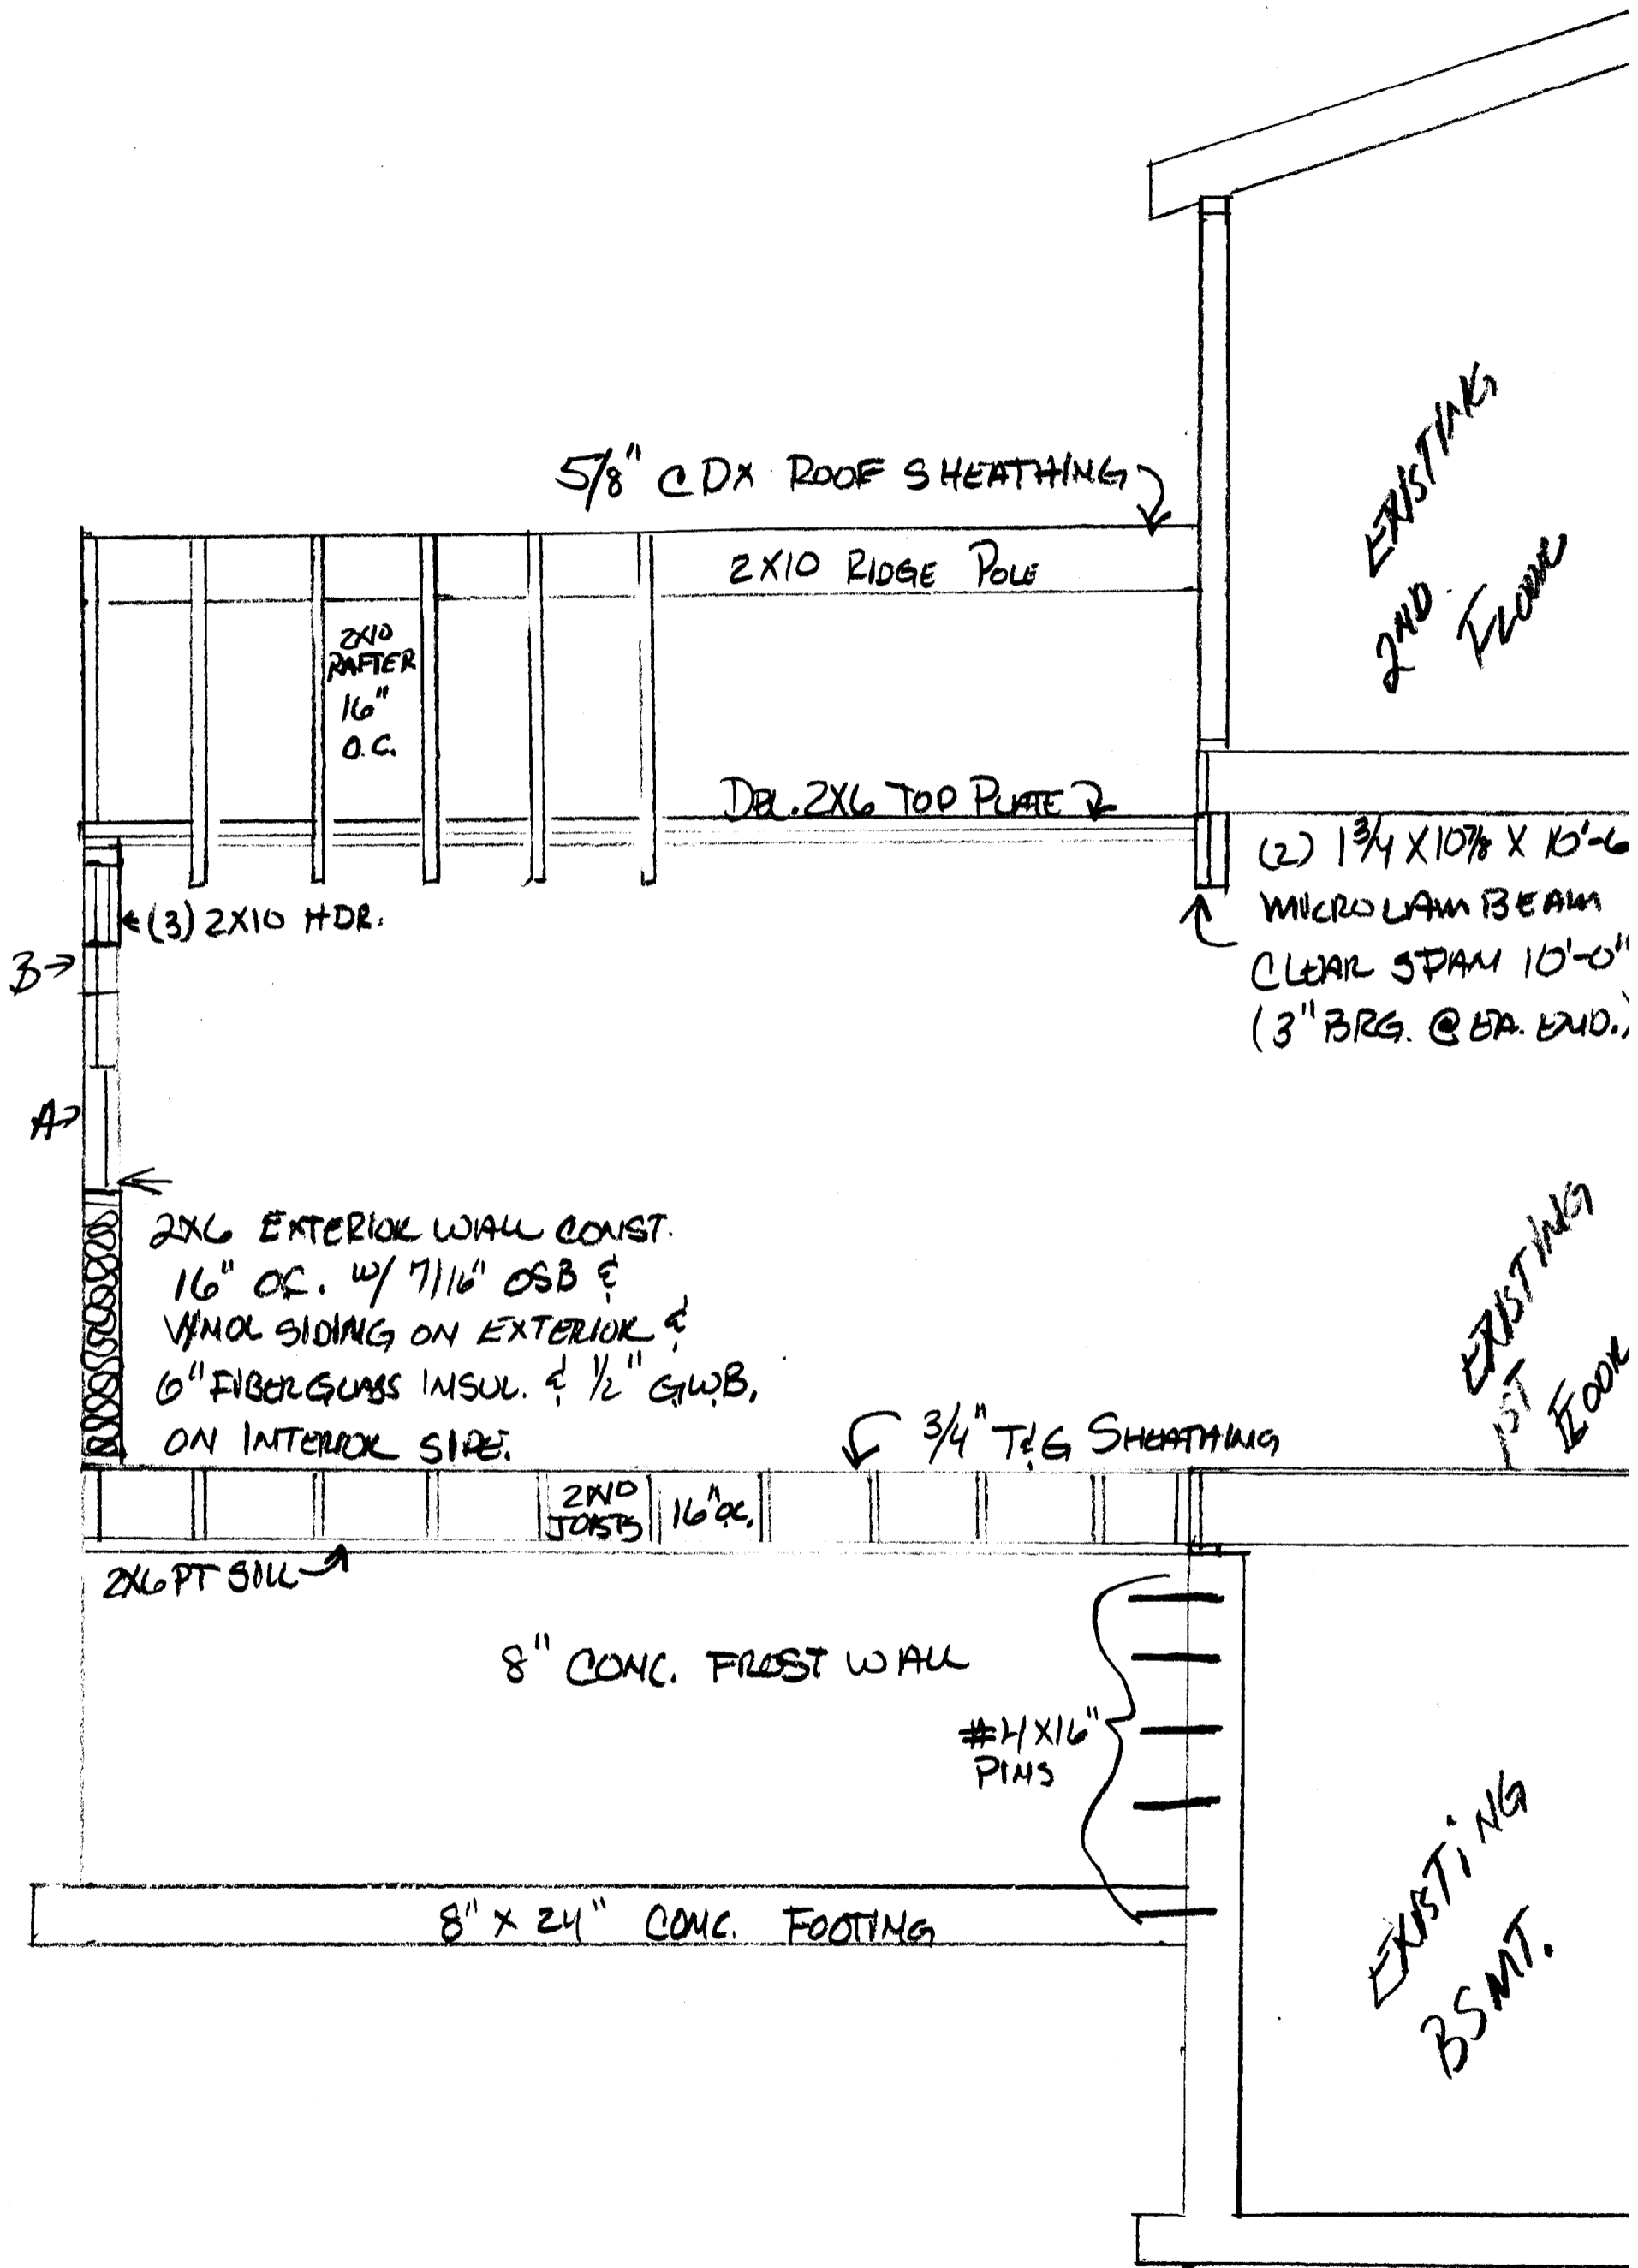 5/8" CDX ROOF SHEATHING
2X10 RIDGE POLE
2X10
RAFTER
16"
O.C.
EXISTING
2ND
FLOOR
DBL. 2X6 TOP PLATE
(2) 1 3/4 X 10 7/8 X 10'-6
MICROLAM BEAM
CLEAR SPAN 10'-0"
(3" BRG. @ EA. END.)
(3) 2X10 HDR.
B
A
2X6 EXTERIOR WALL CONST.
16" OC. W/ 7/16" OSB &
VINOL SIDING ON EXTERIOR &
6" FIBERGLASS INSUL. & 1/2" G.W.B.
ON INTERIOR SIDE.
EXISTING
1ST
FLOOR
3/4" T&G SHEATHING
2X10
JOISTS
16" OC.
2X6 PT SILL
8" CONC. FROST WALL
#4X16"
PINS
8" X 24" CONC. FOOTING
EXISTING
BSMT.